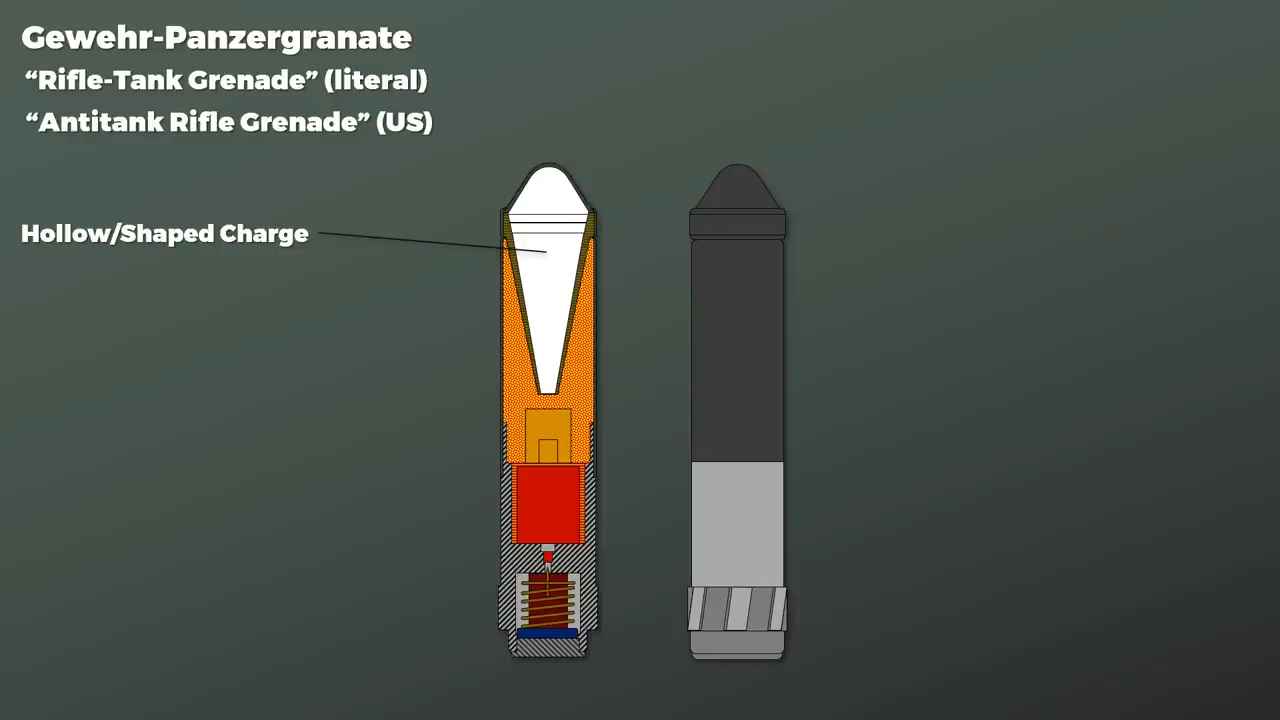 Gewehr-Panzergranate
“Rifle-Tank Grenade” (literal)
“Antitank Rifle Grenade” (US)
Hollow/Shaped Charge